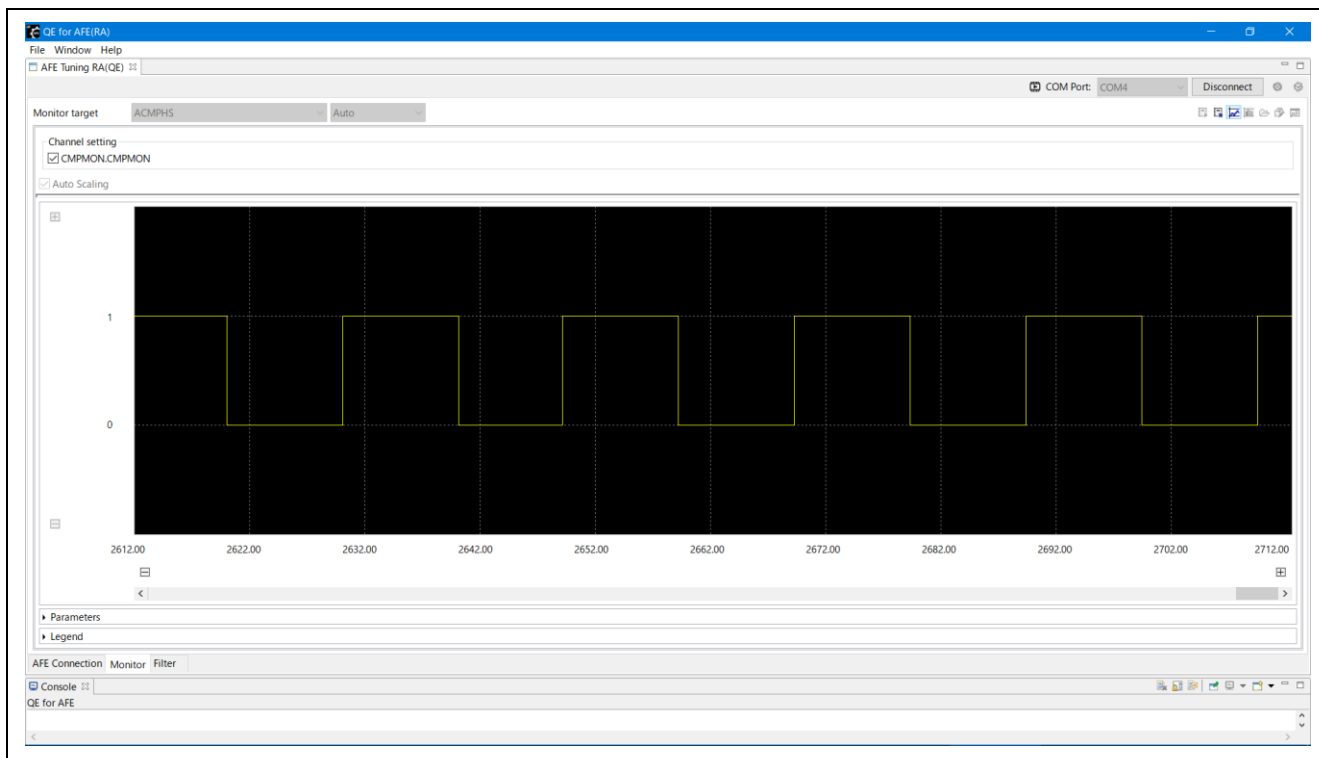 QE for AFE(RA)
File Window Help
AFE Tuning RA(QE)
COM Port: COM4 Disconnect
Monitor target ACMPHS Auto
Channel setting
CMPMON.CMPMON
Auto Scaling
1
0
2612.00 2622.00 2632.00 2642.00 2652.00 2662.00 2672.00 2682.00 2692.00 2702.00 2712.00
Parameters
Legend
AFE Connection Monitor Filter
Console
QE for AFE